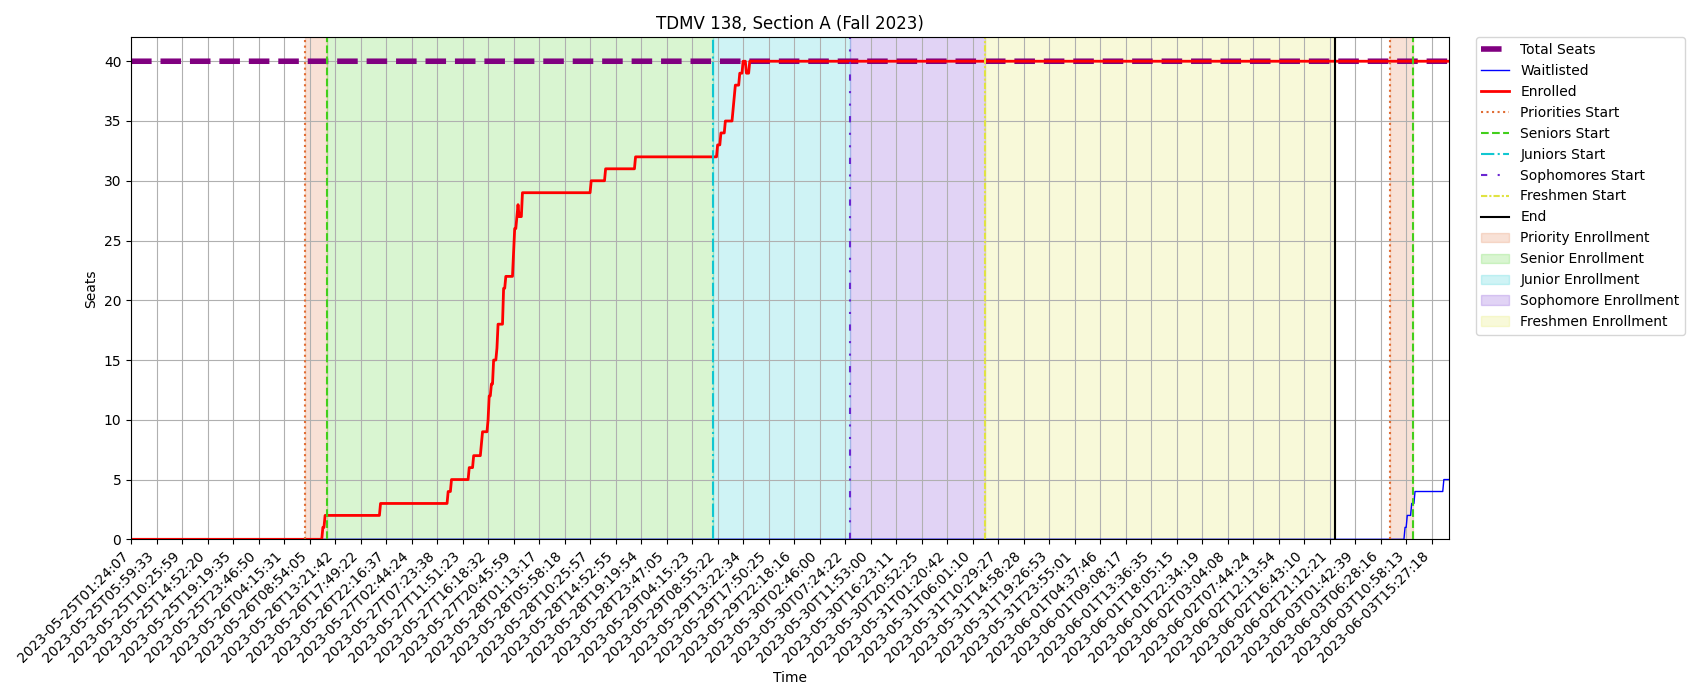 TDMV 138, Section A (Fall 2023)
Seats
40
35
30
25
20
15
10
5
0
2023-05-25T01:24:07
2023-05-25T05:59:33
2023-05-25T10:25:59
2023-05-25T14:52:20
2023-05-25T19:19:35
2023-05-25T23:46:50
2023-05-26T04:15:31
2023-05-26T08:54:05
2023-05-26T13:21:42
2023-05-26T17:49:22
2023-05-26T22:16:37
2023-05-27T02:44:24
2023-05-27T07:23:38
2023-05-27T11:51:23
2023-05-27T16:18:32
2023-05-27T20:45:59
2023-05-28T01:13:17
2023-05-28T05:58:18
2023-05-28T10:25:57
2023-05-28T14:52:55
2023-05-28T19:19:54
2023-05-28T23:47:05
2023-05-29T04:15:23
2023-05-29T08:55:22
2023-05-29T13:22:34
2023-05-29T17:50:25
2023-05-29T22:18:16
2023-05-30T02:46:00
2023-05-30T07:24:22
2023-05-30T11:53:00
2023-05-30T16:23:11
2023-05-30T20:52:25
2023-05-31T01:20:42
2023-05-31T06:01:10
2023-05-31T10:29:27
2023-05-31T14:58:28
2023-05-31T19:26:53
2023-05-31T23:55:01
2023-06-01T04:37:46
2023-06-01T09:08:17
2023-06-01T13:36:35
2023-06-01T18:05:15
2023-06-01T22:34:19
2023-06-02T03:04:08
2023-06-02T07:44:24
2023-06-02T12:13:54
2023-06-02T16:43:10
2023-06-02T21:12:21
2023-06-03T01:42:39
2023-06-03T06:28:16
2023-06-03T10:58:13
2023-06-03T15:27:18
Time
Total Seats
Waitlisted
Enrolled
Priorities Start
Seniors Start
Juniors Start
Sophomores Start
Freshmen Start
End
Priority Enrollment
Senior Enrollment
Junior Enrollment
Sophomore Enrollment
Freshmen Enrollment